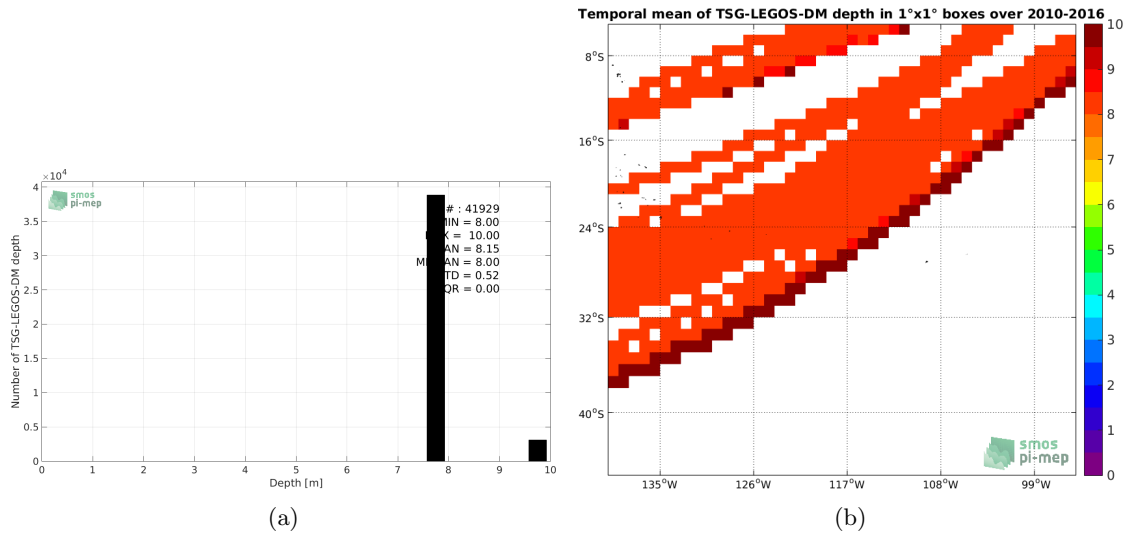 ×10⁴
smos
pi-mep
# : 41929
MIN = 8.00
= 10.00
AN = 8.15
M AN = 8.00
TD = 0.52
QR = 0.00
4
3.5
3
2.5
2
1.5
1
0.5
0
Number of TSG-LEGOS-DM depth
0 1 2 3 4 5 6 7 8 9 10
Depth [m]
(a)
Temporal mean of TSG-LEGOS-DM depth in 1°x1° boxes over 2010-2016
8°S
16°S
24°S
32°S
40°S
135°W 126°W 117°W 108°W 99°W
10
9
8
7
6
5
4
3
2
1
0
smos
pi-mep
(b)